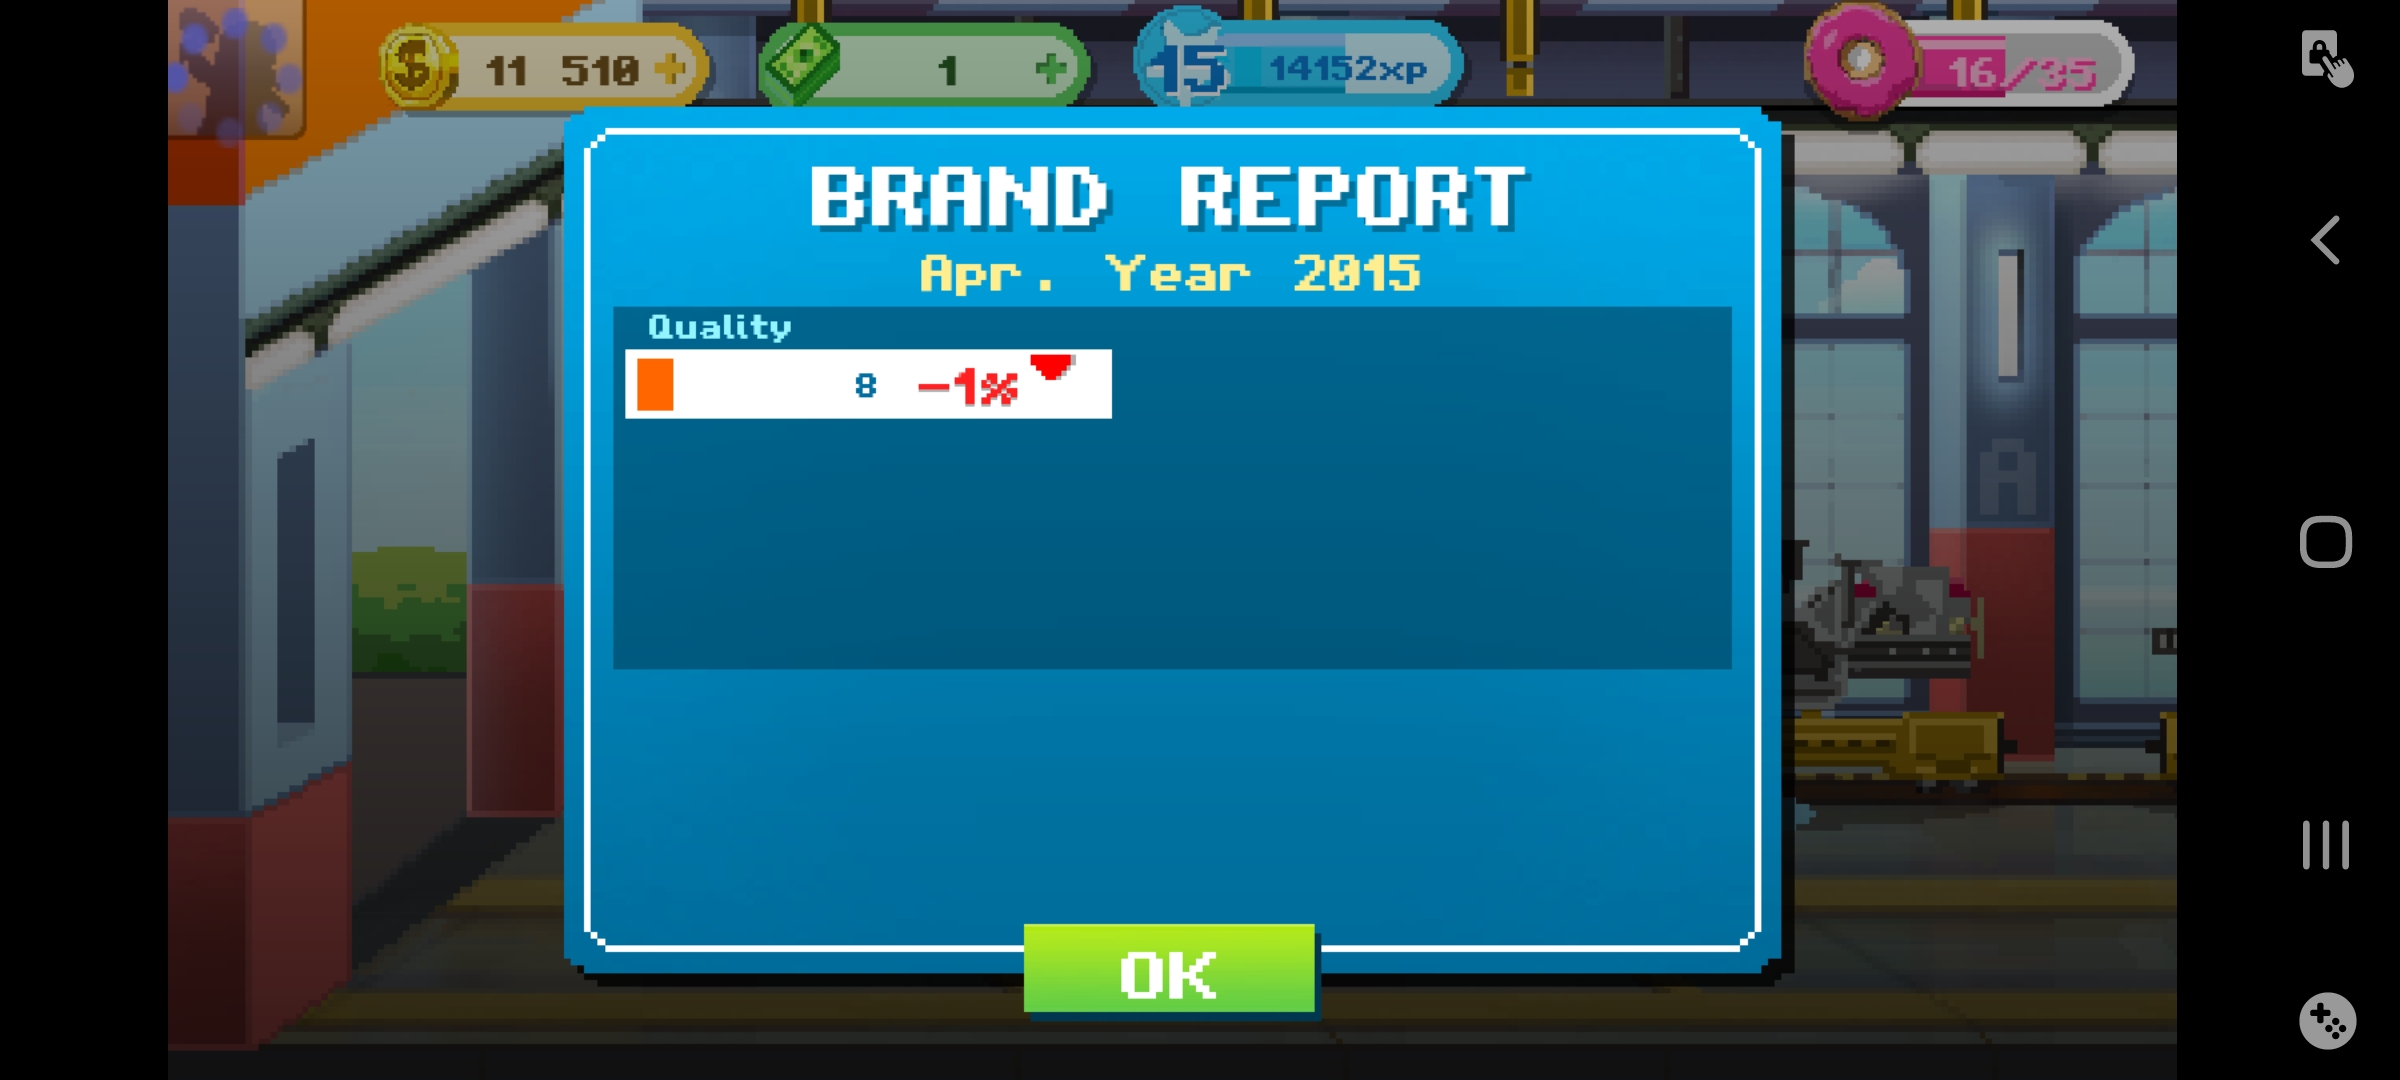 11 510 +
1 +
15 14152xp
16/35
BRAND REPORT
Apr. Year 2015
Quality
8 -1%
A
OK